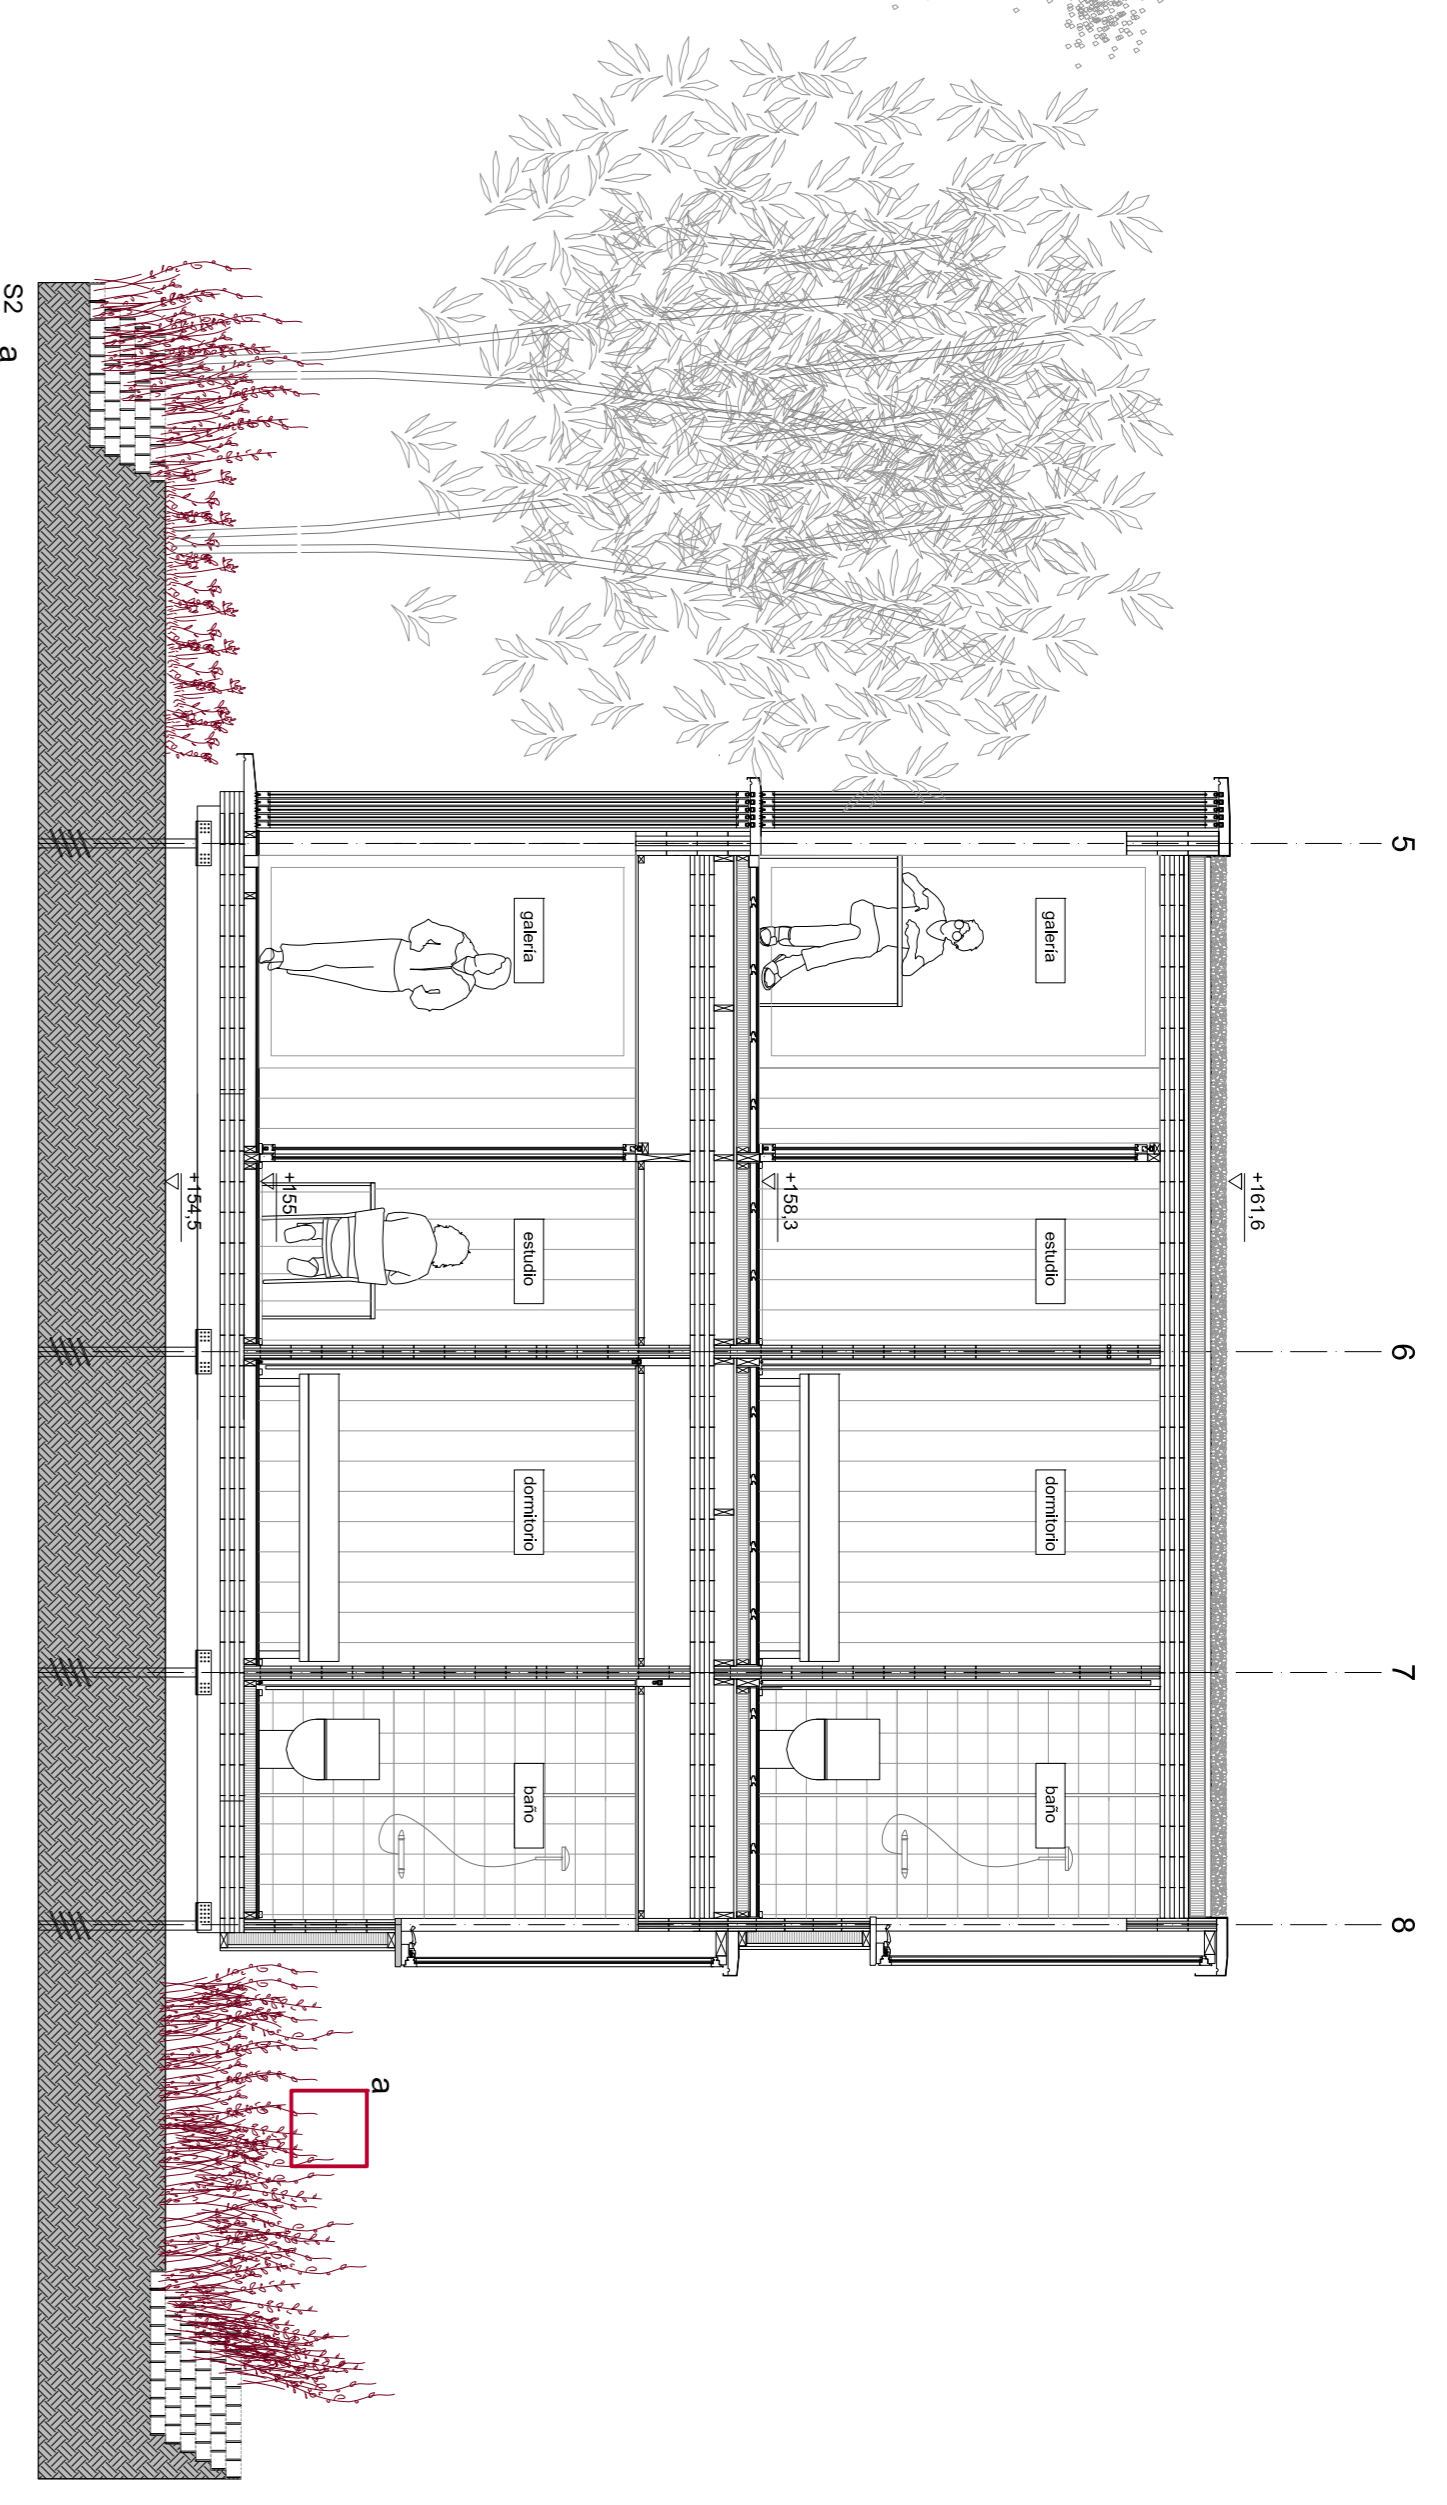 5
6
7
8
+161,6
galería
estudio
dormitorio
baño
+158,3
galería
estudio
dormitorio
baño
+155
+154,5
a
S2
a